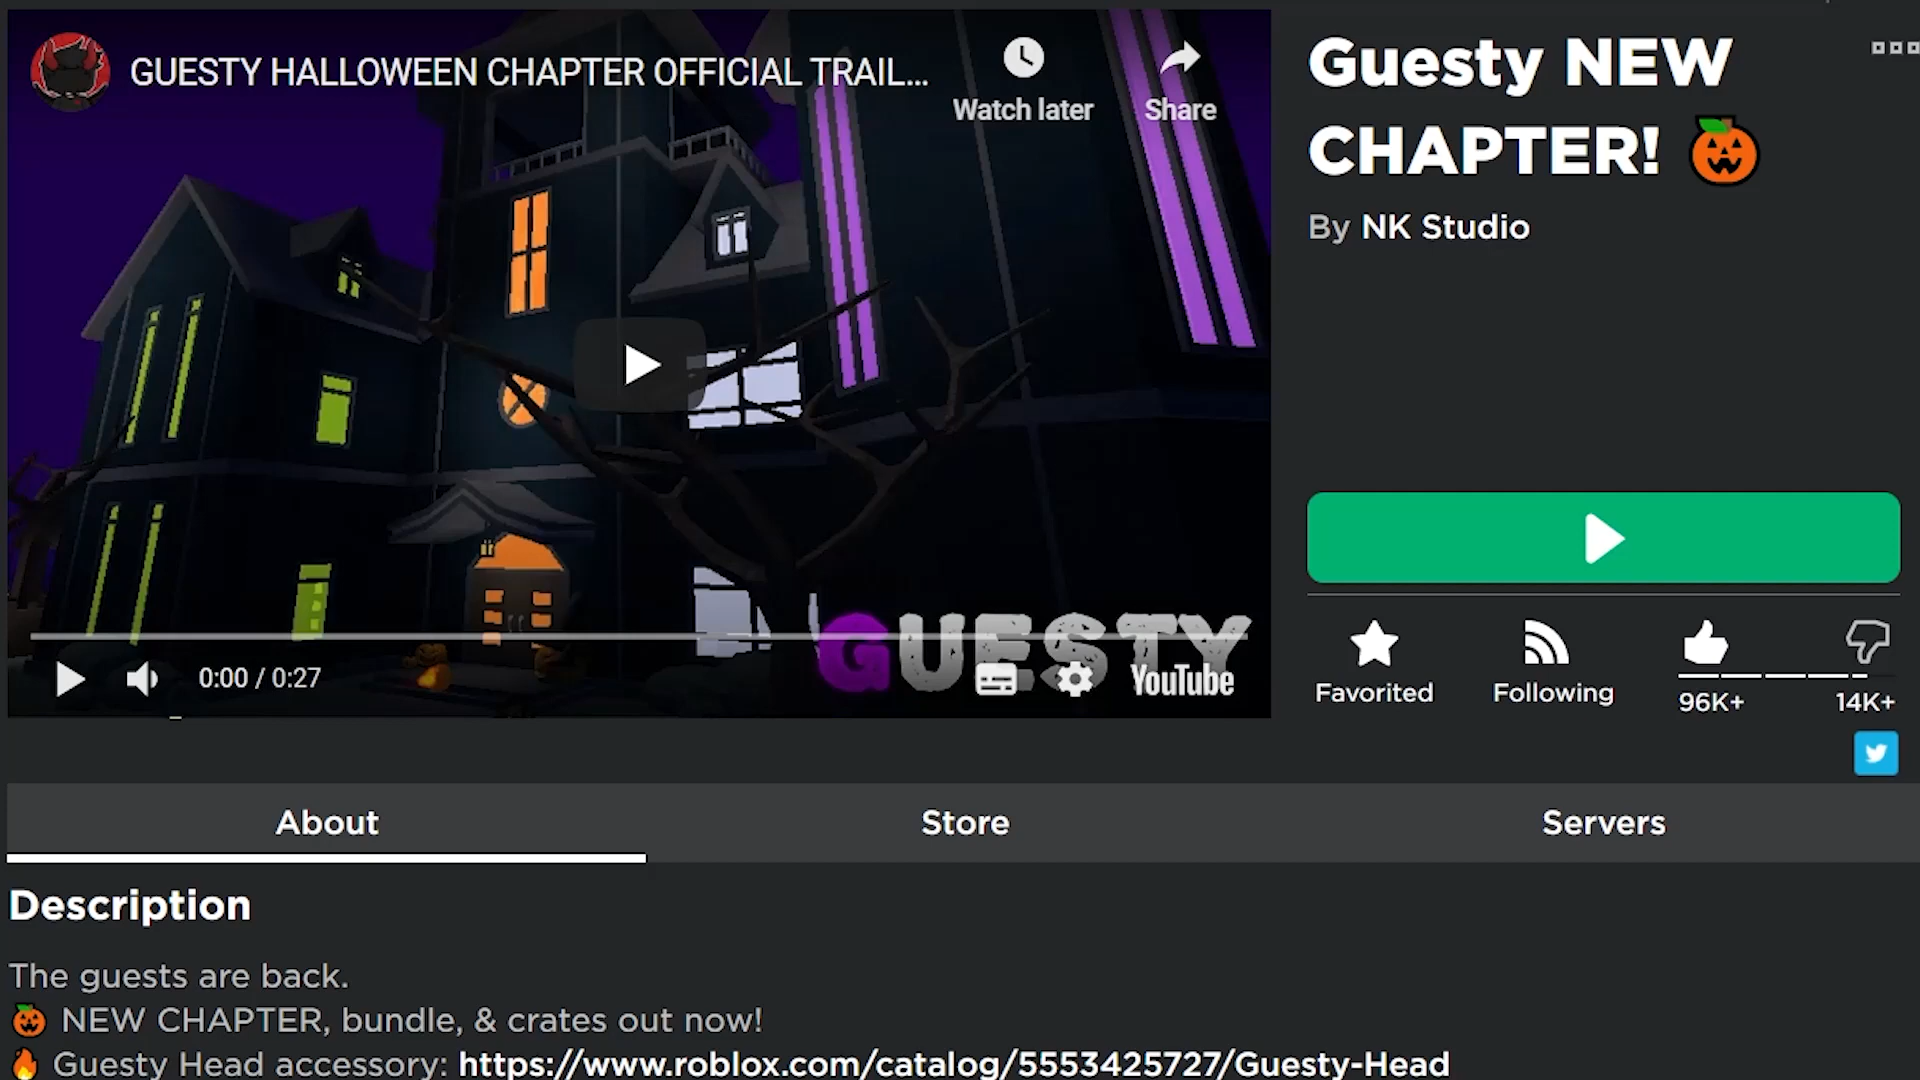 GUESTY HALLOWEEN CHAPTER OFFICIAL TRAIL...
Watch later
Share
GUESTY
0:00 / 0:27
YouTube
Guesty NEW
CHAPTER! 🎃
By NK Studio
Favorited
Following
96K+
14K+
About
Store
Servers
Description
The guests are back.
🎃 NEW CHAPTER, bundle, & crates out now!
🔥 Guesty Head accessory: https://www.roblox.com/catalog/5553425727/Guesty-Head